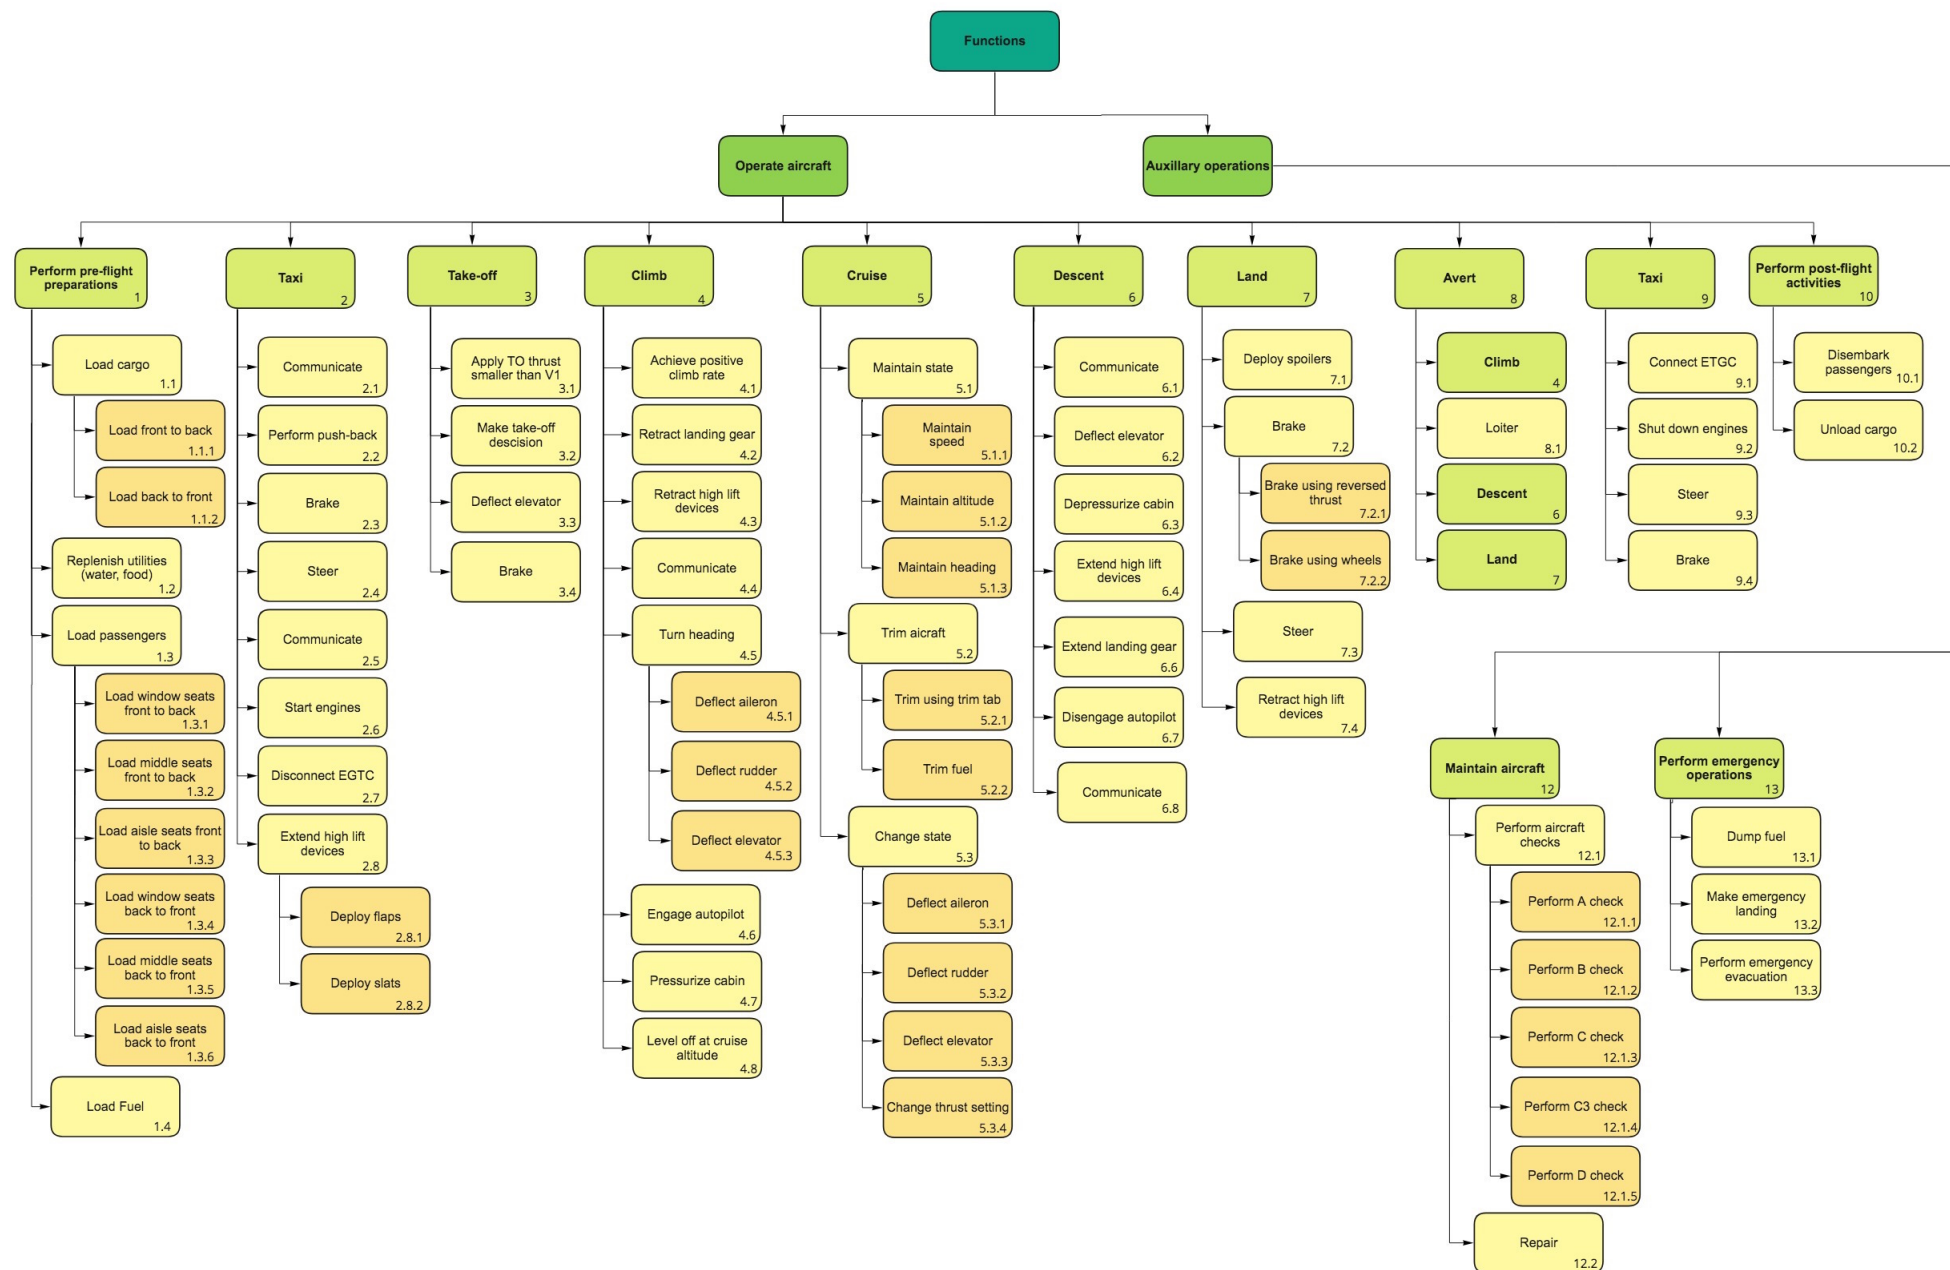 Functions
Operate aircraft
Auxillary operations
Perform pre-flight
preparations
1
Load cargo
1.1
Load front to back
1.1.1
Load back to front
1.1.2
Replenish utilities
(water, food)
1.2
Load passengers
1.3
Load window seats
front to back
1.3.1
Load middle seats
front to back
1.3.2
Load aisle seats front
to back
1.3.3
Load window seats
back to front
1.3.4
Load middle seats
back to front
1.3.5
Load aisle seats
back to front
1.3.6
Load Fuel
1.4
Taxi
2
Communicate
2.1
Perform push-back
2.2
Brake
2.3
Steer
2.4
Communicate
2.5
Start engines
2.6
Disconnect EGTC
2.7
Extend high lift
devices
2.8
Deploy flaps
2.8.1
Deploy slats
2.8.2
Take-off
3
Apply TO thrust
smaller than V1
3.1
Make take-off
descision
3.2
Deflect elevator
3.3
Brake
3.4
Climb
4
Achieve positive
climb rate
4.1
Retract landing gear
4.2
Retract high lift
devices
4.3
Communicate
4.4
Turn heading
4.5
Deflect aileron
4.5.1
Deflect rudder
4.5.2
Deflect elevator
4.5.3
Engage autopilot
4.6
Pressurize cabin
4.7
Level off at cruise
altitude
4.8
Cruise
5
Maintain state
5.1
Maintain
speed
5.1.1
Maintain altitude
5.1.2
Maintain heading
5.1.3
Trim aicraft
5.2
Trim using trim tab
5.2.1
Trim fuel
5.2.2
Change state
5.3
Deflect aileron
5.3.1
Deflect rudder
5.3.2
Deflect elevator
5.3.3
Change thrust setting
5.3.4
Descent
6
Communicate
6.1
Deflect elevator
6.2
Depressurize cabin
6.3
Extend high lift
devices
6.4
Extend landing gear
6.6
Disengage autopilot
6.7
Communicate
6.8
Land
7
Deploy spoilers
7.1
Brake
7.2
Brake using reversed
thrust
7.2.1
Brake using wheels
7.2.2
Steer
7.3
Retract high lift
devices
7.4
Avert
8
Climb
4
Loiter
8.1
Descent
6
Land
7
Taxi
9
Connect ETGC
9.1
Shut down engines
9.2
Steer
9.3
Brake
9.4
Perform post-flight
activities
10
Disembark
passengers
10.1
Unload cargo
10.2
Maintain aircraft
12
Perform aircraft
checks
12.1
Perform A check
12.1.1
Perform B check
12.1.2
Perform C check
12.1.3
Perform C3 check
12.1.4
Perform D check
12.1.5
Repair
12.2
Perform emergency
operations
13
Dump fuel
13.1
Make emergency
landing
13.2
Perform emergency
evacuation
13.3